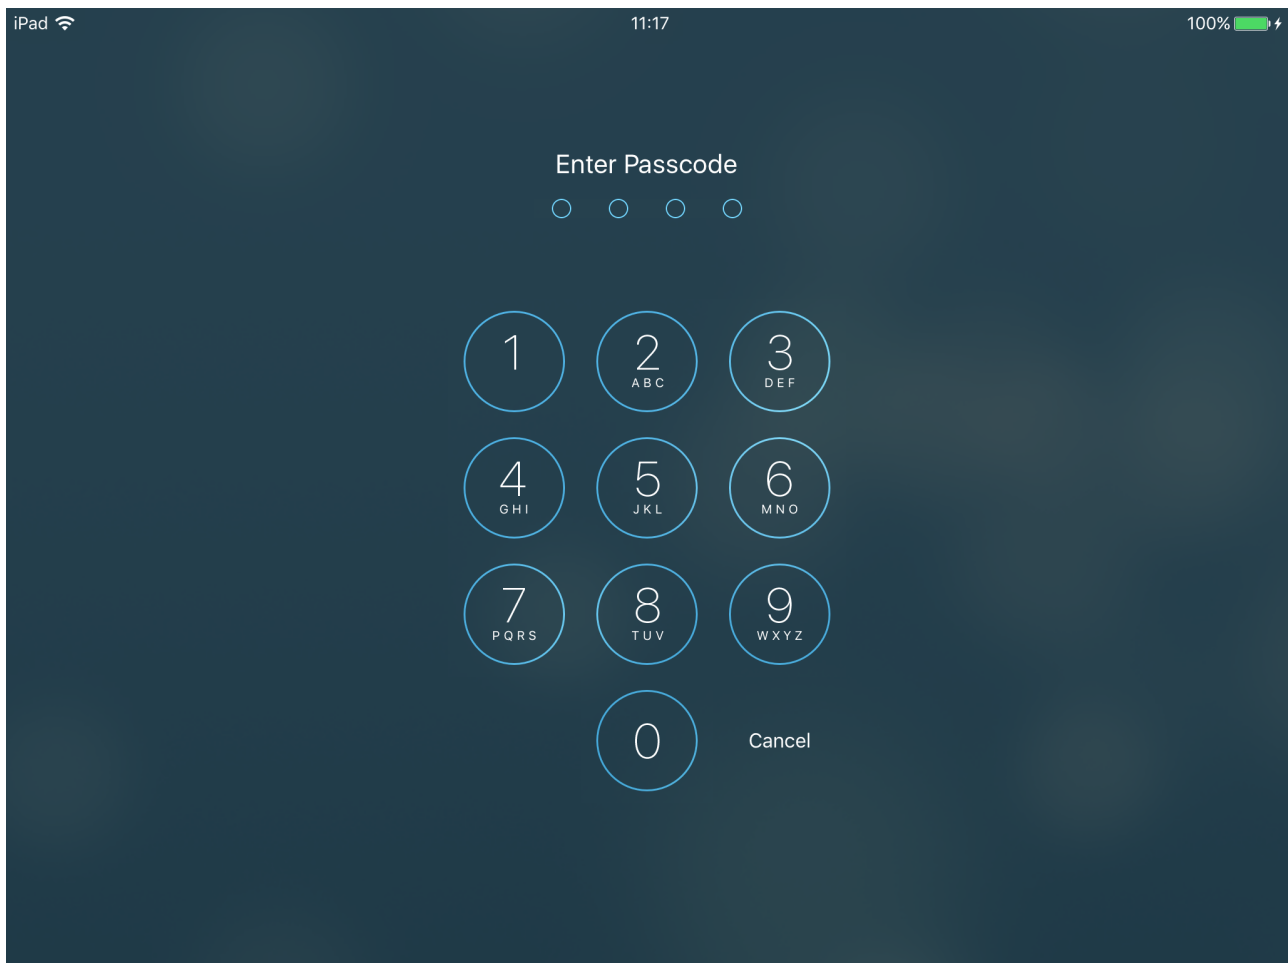 iPad 11:17 100%
Enter Passcode
1 2 3
ABC DEF
4 5 6
GHI JKL MNO
7 8 9
PQRS TUV WXYZ
0 Cancel